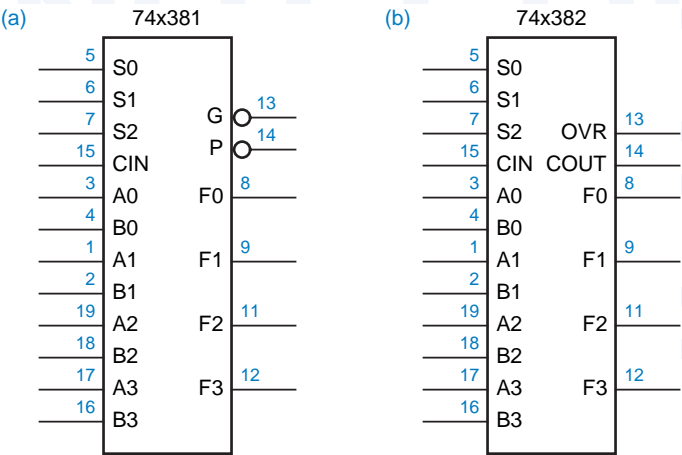 (a) 74x381
5 S0
6 S1
G 13
7 S2
P 14
15 CIN
3 A0 F0 8
4 B0
1 A1 F1 9
2 B1
19 A2 F2 11
18 B2
17 A3 F3 12
16 B3
(b) 74x382
5 S0
6 S1
7 S2 OVR 13
15 CIN COUT 14
3 A0 F0 8
4 B0
1 A1 F1 9
2 B1
19 A2 F2 11
18 B2
17 A3 F3 12
16 B3